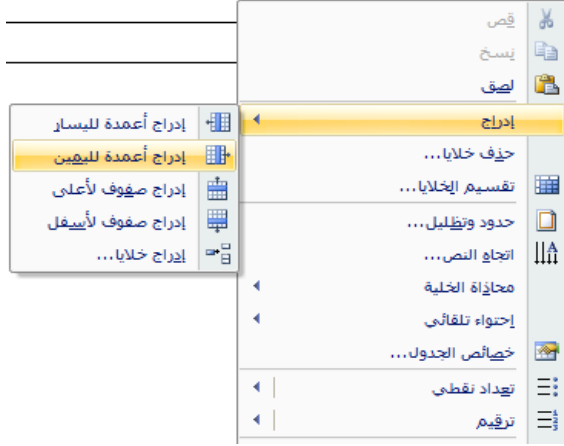 قص
نسخ
لصق
إدراج
حذف خلايا...
تقسيم الخلايا...
حدود وتظليل...
اتجاه النص...
محاذاة الخلية
إحتواء تلقائي
خصائص الجدول...
تعداد نقطي
ترقيم
إدراج أعمدة لليسار
إدراج أعمدة لليمين
إدراج صفوف لأعلى
إدراج صفوف لأسفل
إدراج خلايا...